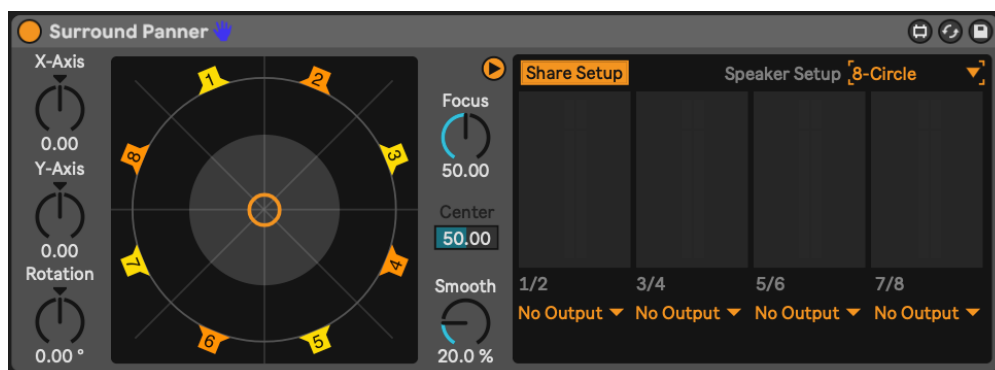 Surround Panner
X-Axis
0.00
Y-Axis
0.00
Rotation
0.00 °
1
2
3
4
5
6
7
8
Focus
50.00
Center
50.00
Smooth
20.0 %
Share Setup
Speaker Setup 8-Circle
1/2 3/4 5/6 7/8
No Output No Output No Output No Output